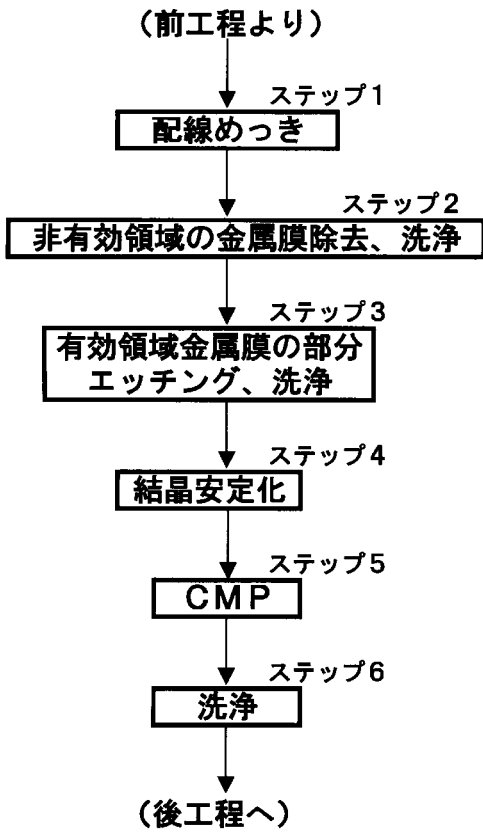 (前工程より)
ステップ1
配線めっき
ステップ2
非有効領域の金属膜除去、洗浄
ステップ3
有効領域金属膜の部分
エッチング、洗浄
ステップ4
結晶安定化
ステップ5
CMP
ステップ6
洗浄
(後工程へ)